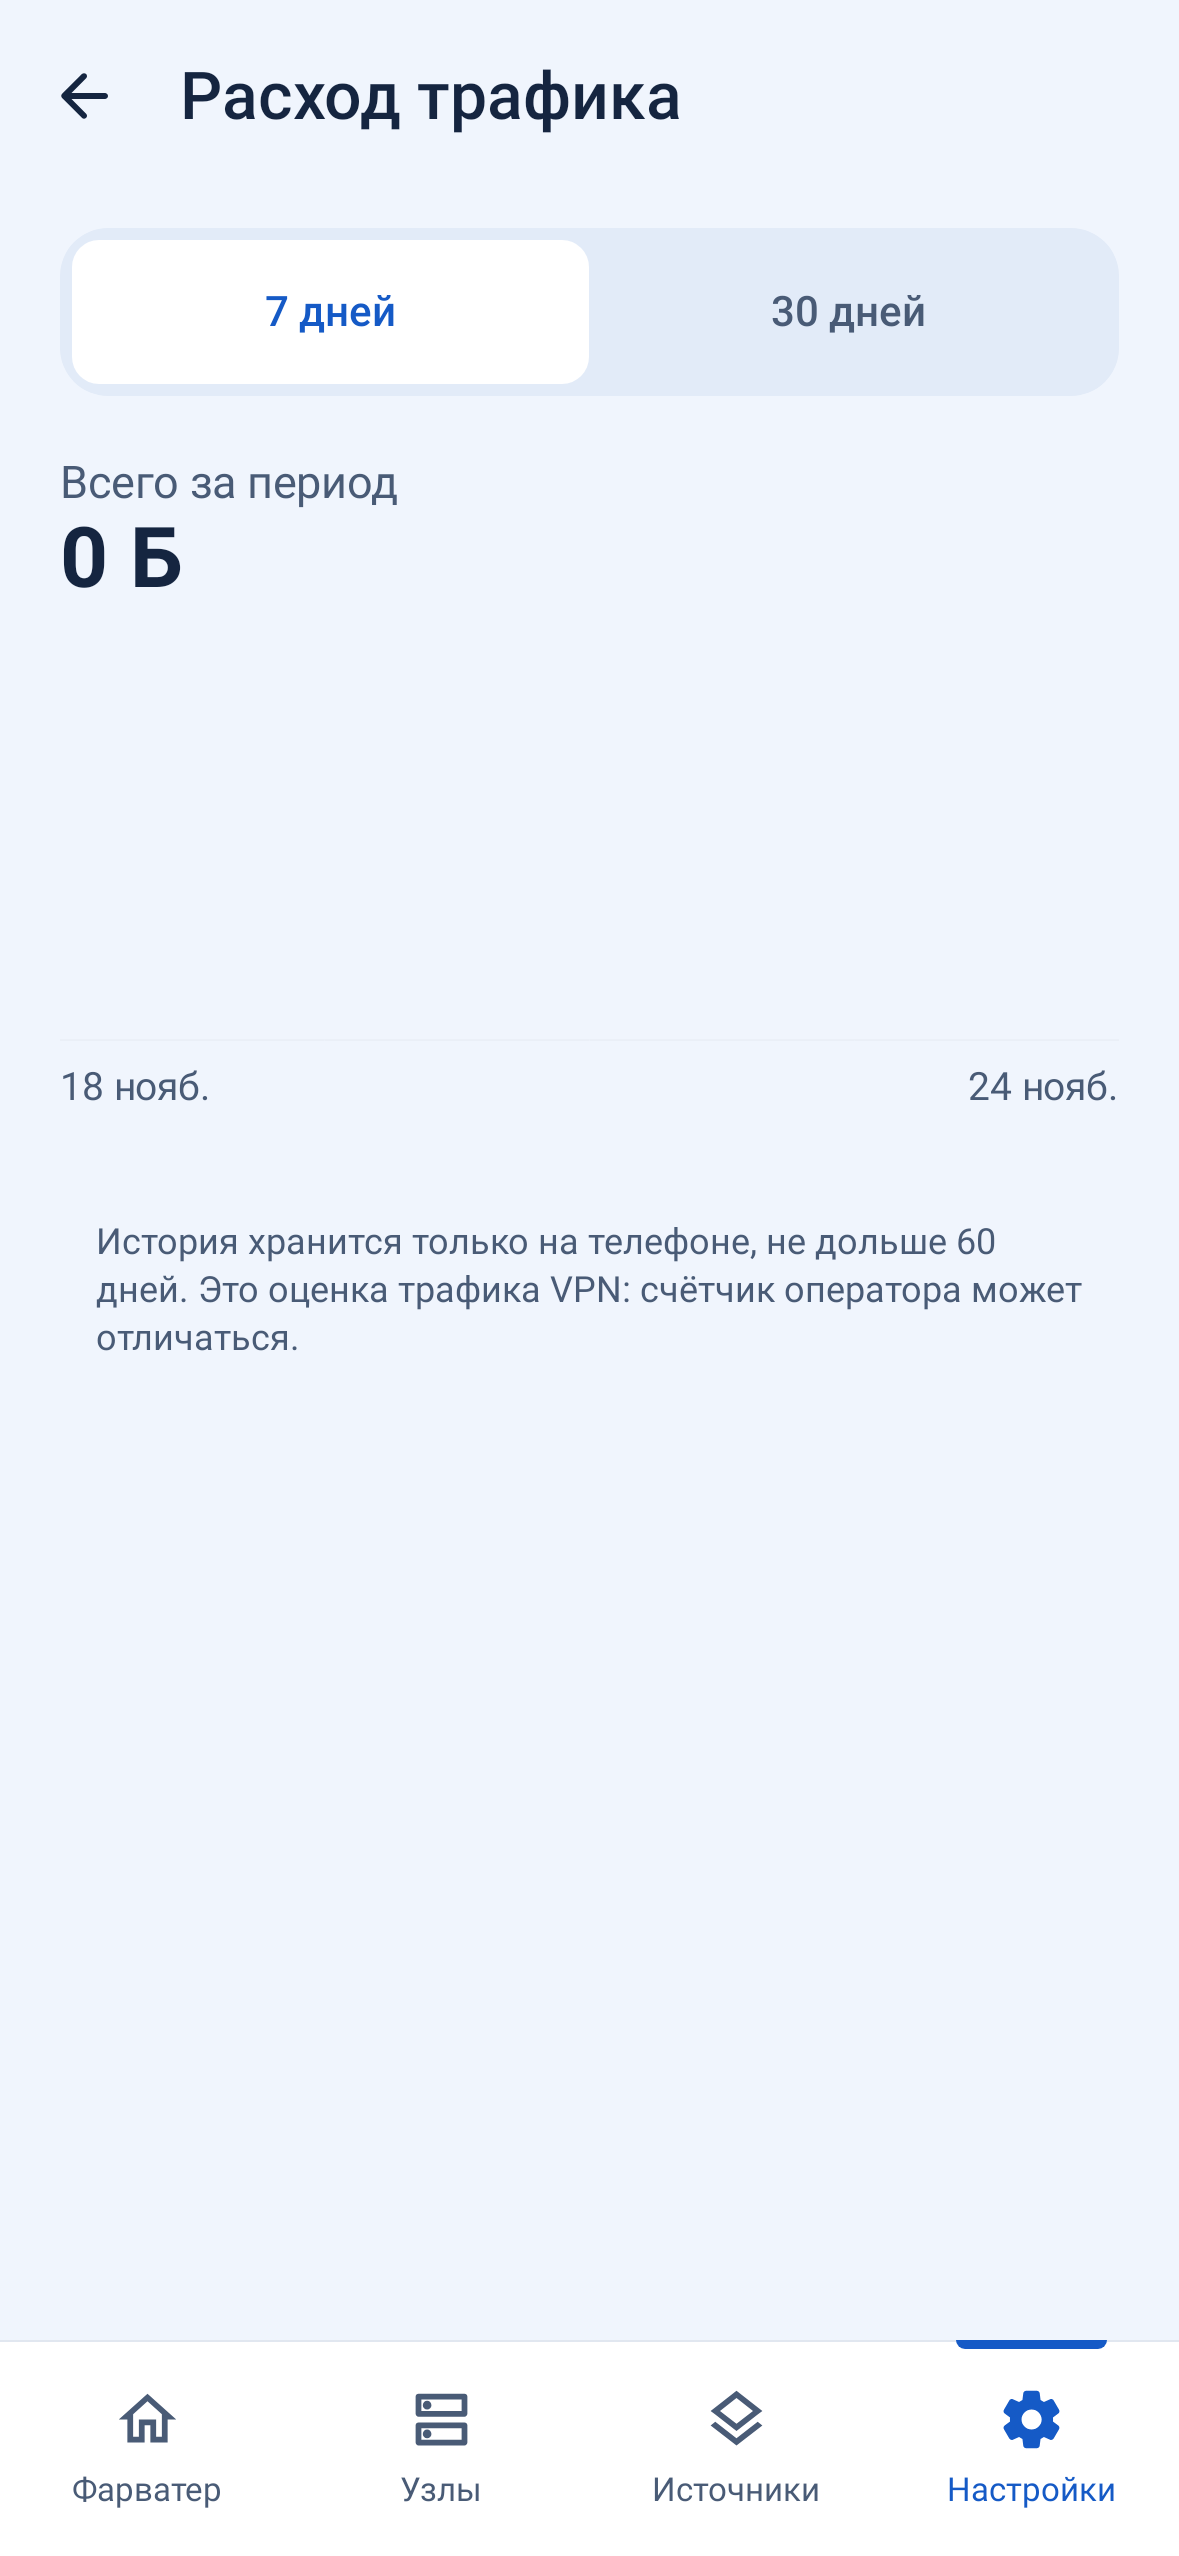 Расход трафика
7 дней
30 дней
Всего за период
0 Б
18 нояб.
24 нояб.
История хранится только на телефоне, не дольше 60
дней. Это оценка трафика VPN: счётчик оператора может
отличаться.
Фарватер
Узлы
Источники
Настройки